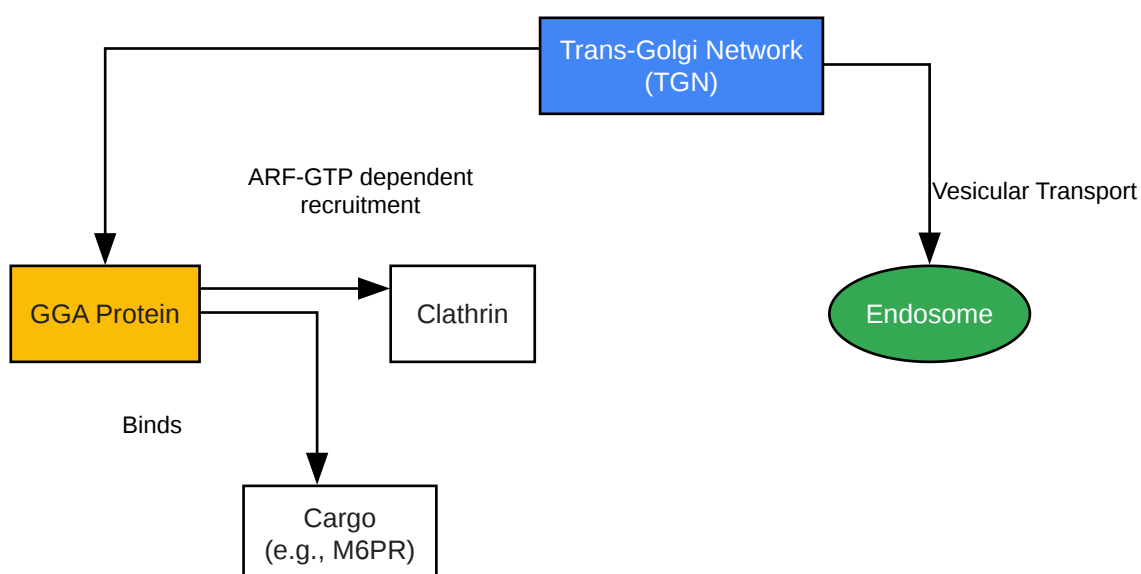 Trans-Golgi Network
(TGN)
ARF-GTP dependent
recruitment
Vesicular Transport
GGA Protein
Clathrin
Endosome
Binds
Cargo
(e.g., M6PR)